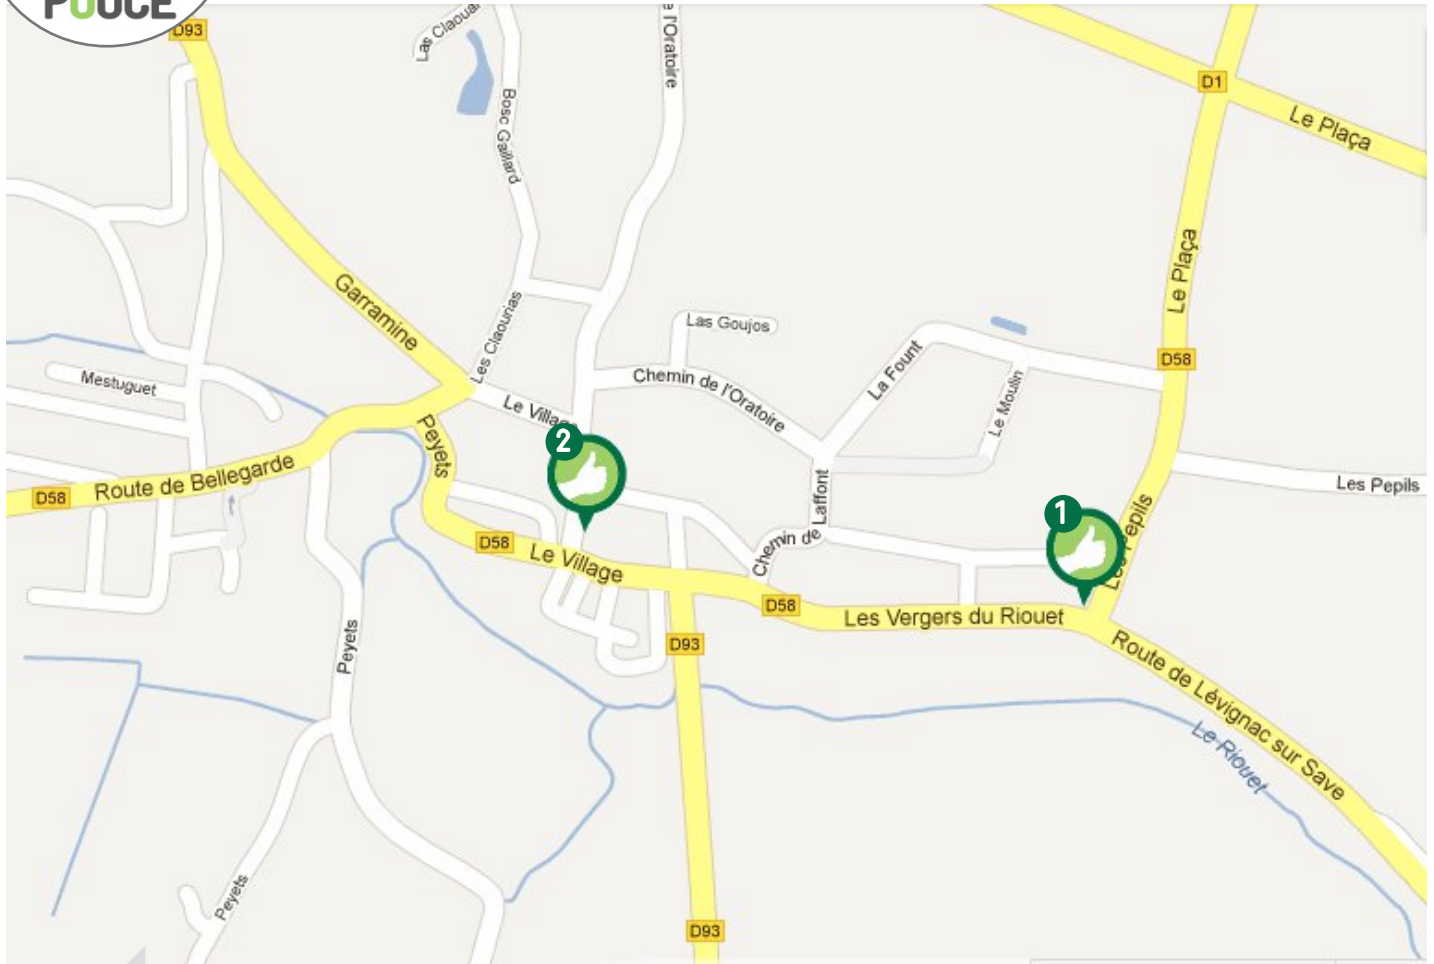 POUCE
D93
Las Claouna
e l'Oratoire
Bosc Gaillard
D1
Le Plaça
Le Plaça
Garramine
Les Claounas
Las Goujos
D58
Mestuguet
Chemin de l'Oratoire
La Fount
Le Moulin
Le Village
Peyets
2
Route de Bellegarde
D58
Les Pepils
Chemin de Laffont
1
Les Pepils
D58
Le Village
D58
Les Vergers du Riouet
D93
Peyets
Route de Lévignac sur Save
Le Riouet
Peyets
D93